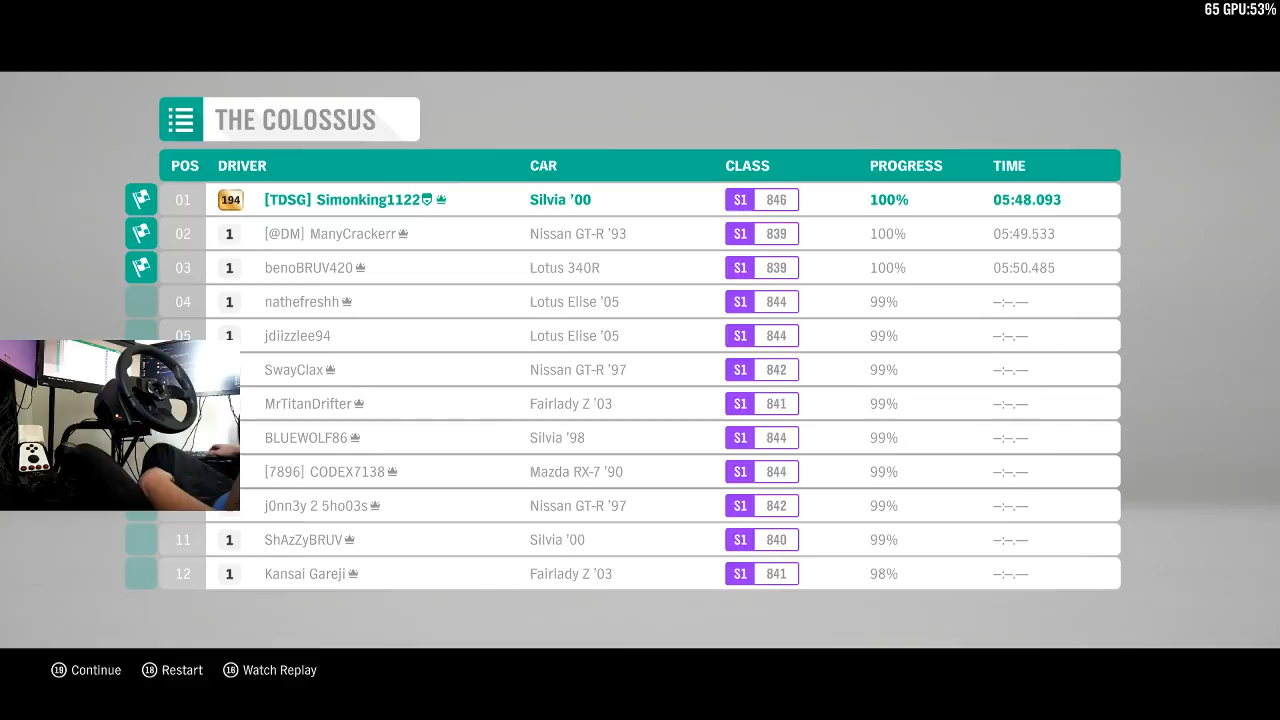 65 GPU:53%
THE COLOSSUS
POS DRIVER CAR CLASS PROGRESS TIME
01 194 [TDSG] Simonking1122 Silvia '00 S1 846 100% 05:48.093
02 1 [@DM] ManyCrackerr Nissan GT-R '93 S1 839 100% 05:49.533
03 1 benoBRUV420 Lotus 340R S1 839 100% 05:50.485
04 1 nathefreshh Lotus Elise '05 S1 844 99% --:--.---
05 1 jdiizzlee94 Lotus Elise '05 S1 844 99% --:--.---
SwayClax Nissan GT-R '97 S1 842 99% --:--.---
MrTitanDrifter Fairlady Z '03 S1 841 99% --:--.---
BLUEWOLF86 Silvia '98 S1 844 99% --:--.---
[7896] CODEX7138 Mazda RX-7 '90 S1 844 99% --:--.---
j0nn3y 2 5ho03s Nissan GT-R '97 S1 842 99% --:--.---
11 1 ShAzZyBRUV Silvia '00 S1 840 99% --:--.---
12 1 Kansai Gareji Fairlady Z '03 S1 841 98% --:--.---
19 Continue 18 Restart 16 Watch Replay